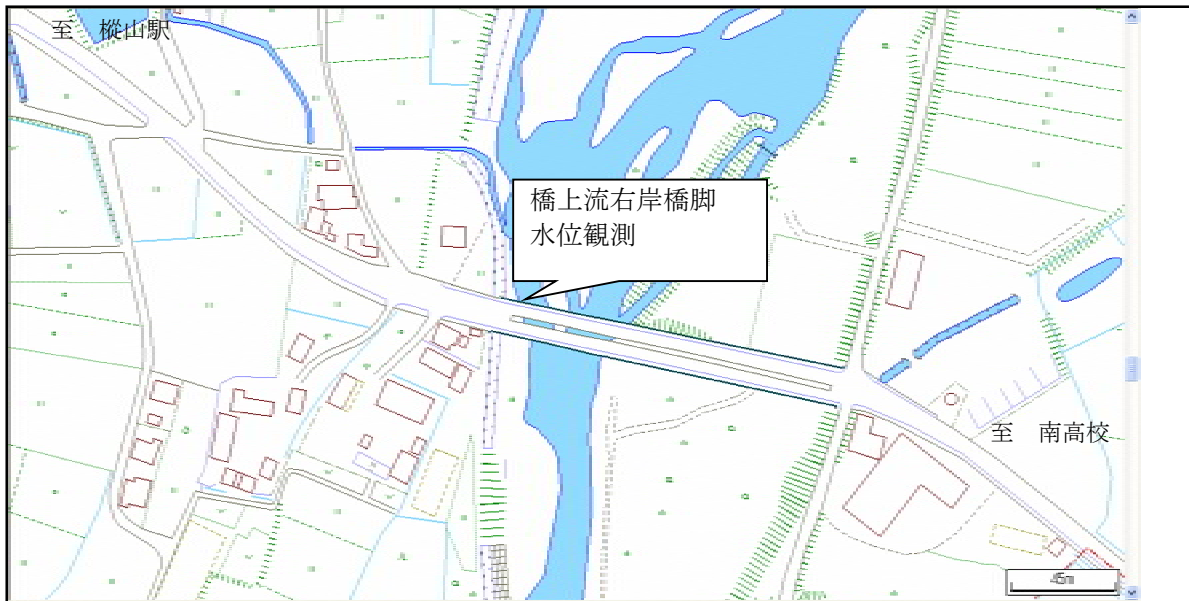 至　樅山駅
橋上流右岸橋脚
水位観測
至　南高校